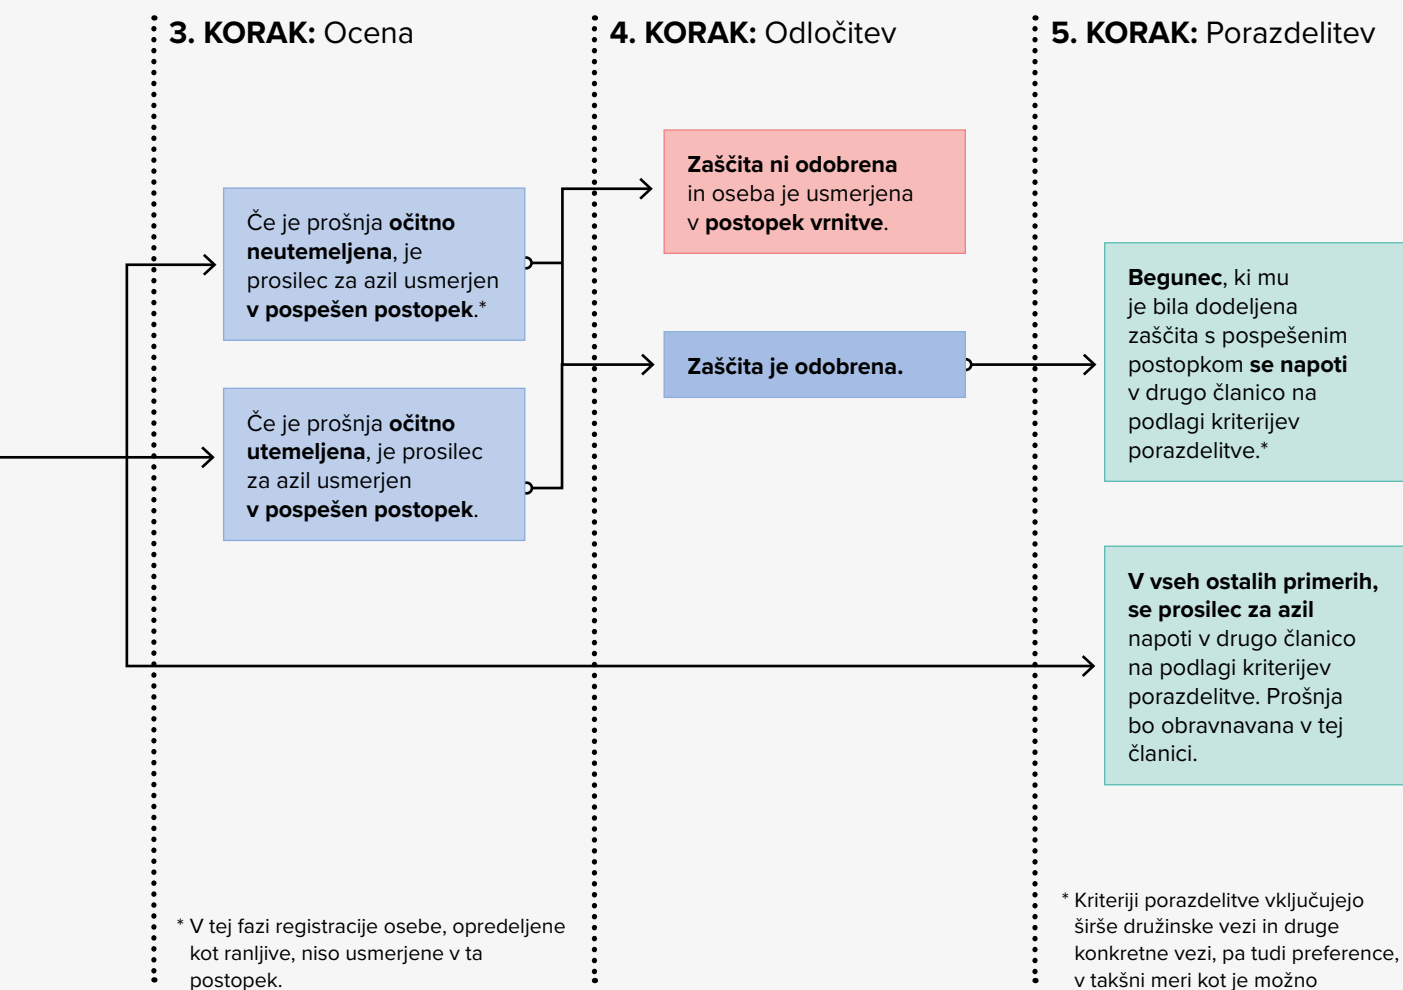 3. KORAK: Ocena
Če je prošnja očitno
neutemeljena, je
prosilec za azil usmerjen
v pospešen postopek.*
Če je prošnja očitno
utemeljena, je prosilec
za azil usmerjen
v pospešen postopek.
* V tej fazi registracije osebe, opredeljene
kot ranljive, niso usmerjene v ta
postopek.
4. KORAK: Odločitev
Zaščita ni odobrena
in oseba je usmerjena
v postopek vrnitve.
Zaščita je odobrena.
5. KORAK: Porazdelitev
Begunec, ki mu
je bila dodeljena
zaščita s pospešenim
postopkom se napoti
v drugo članico na
podlagi kriterijev
porazdelitve.*
V vseh ostalih primerih,
se prosilec za azil
napoti v drugo članico
na podlagi kriterijev
porazdelitve. Prošnja
bo obravnavana v tej
članici.
* Kriteriji porazdelitve vključujejo
širše družinske vezi in druge
konkretne vezi, pa tudi preference,
v takšni meri kot je možno